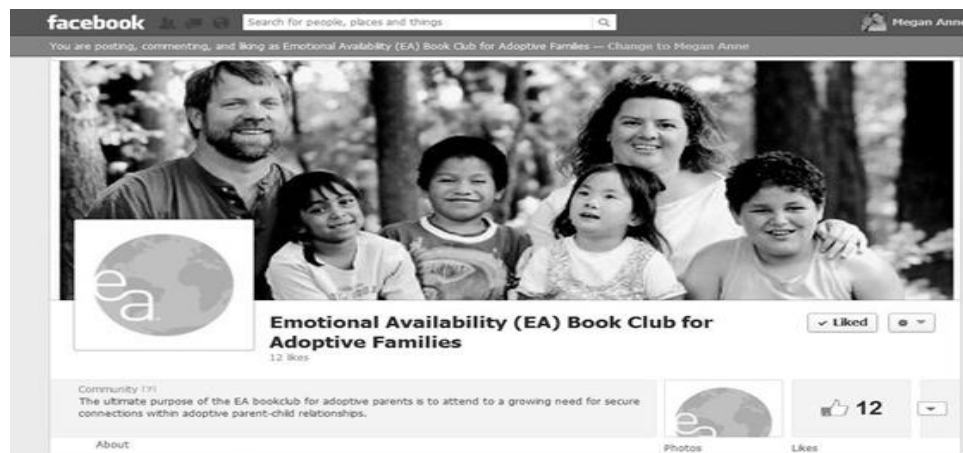 facebook
Search for people, places and things
Megan Anne
You are posting, commenting, and liking as Emotional Availability (EA) Book Club for Adoptive Families — Change to Megan Anne
ea
Emotional Availability (EA) Book Club for
Adoptive Families
12 likes
✓ Liked
Community [?]
The ultimate purpose of the EA bookclub for adoptive parents is to attend to a growing need for secure
connections within adoptive parent-child relationships.
ea
12
About
Photos
Likes